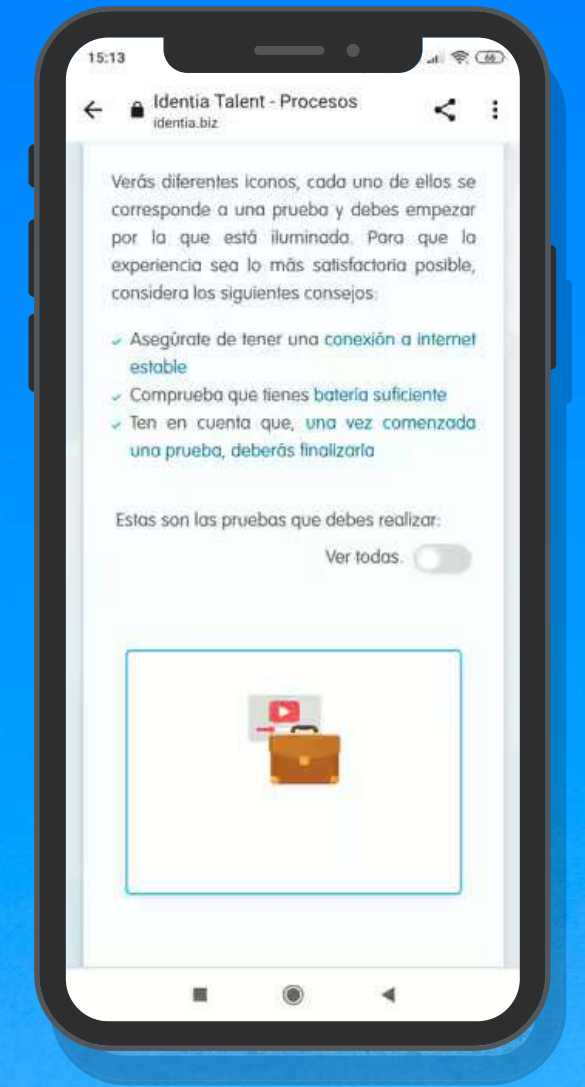 15:13
66
Identia Talent - Procesos
identia.biz
Verás diferentes iconos, cada uno de ellos se
corresponde a una prueba y debes empezar
por la que está iluminada. Para que la
experiencia sea lo más satisfactoria posible,
considera los siguientes consejos:
Asegúrate de tener una conexión a internet
estable
Comprueba que tienes batería suficiente
Ten en cuenta que, una vez comenzada
una prueba, deberás finalizarla
Estas son las pruebas que debes realizar:
Ver todas.